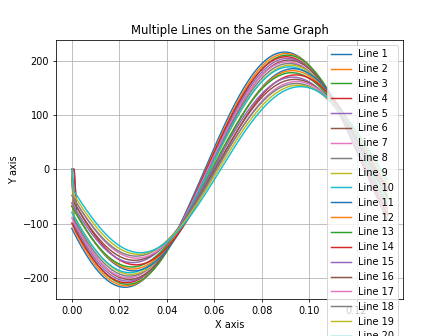 Multiple Lines on the Same Graph
200
100
0
−100
−200
Y axis
0.00
0.02
0.04
0.06
0.08
0.10
X axis
Line 1
Line 2
Line 3
Line 4
Line 5
Line 6
Line 7
Line 8
Line 9
Line 10
Line 11
Line 12
Line 13
Line 14
Line 15
Line 16
Line 17
Line 18
Line 19
Line 20